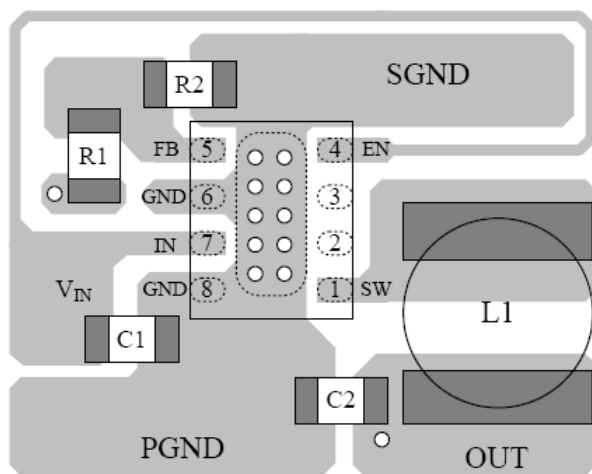 SGND
R2
R1
FB 5 4 EN
GND 6 3
IN 7 2
GND 8 1 SW
VIN
L1
C1
C2
PGND
OUT